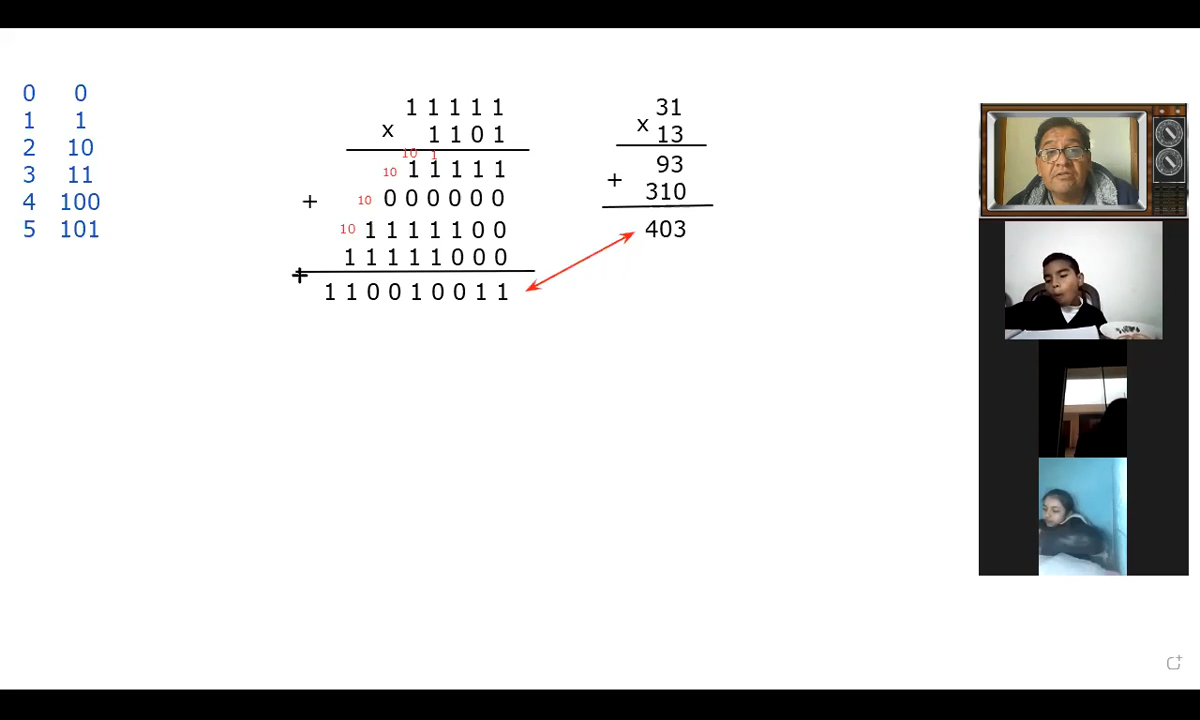 0 0
1 1
2 10
3 11
4 100
5 101
1 1 1 1 1
x 1 1 0 1
10 1
10 1 1 1 1 1
+ 10 0 0 0 0 0 0
10 1 1 1 1 1 0 0
1 1 1 1 1 0 0 0
+
1 1 0 0 1 0 0 1 1
31
x 13
93
+ 310
403